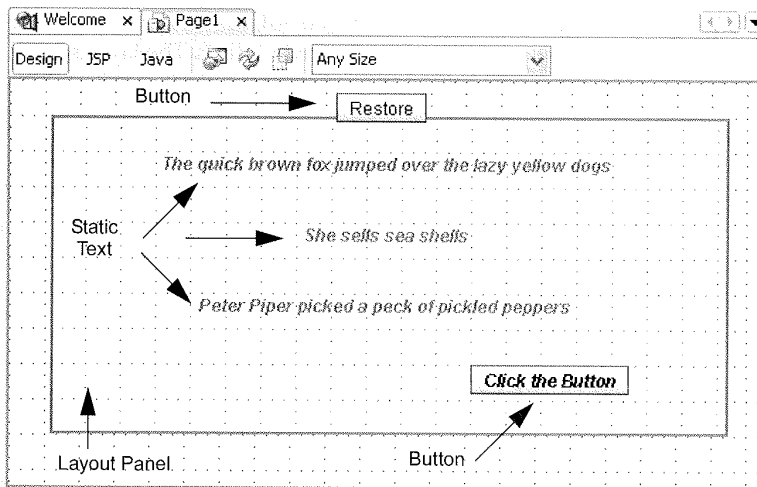 Welcome x Page1 x
Design JSP Java Any Size
Button
Restore
The quick brown fox jumped over the lazy yellow dogs
Static
Text
She sells sea shells
Peter Piper picked a peck of pickled peppers
Click the Button
Layout Panel
Button